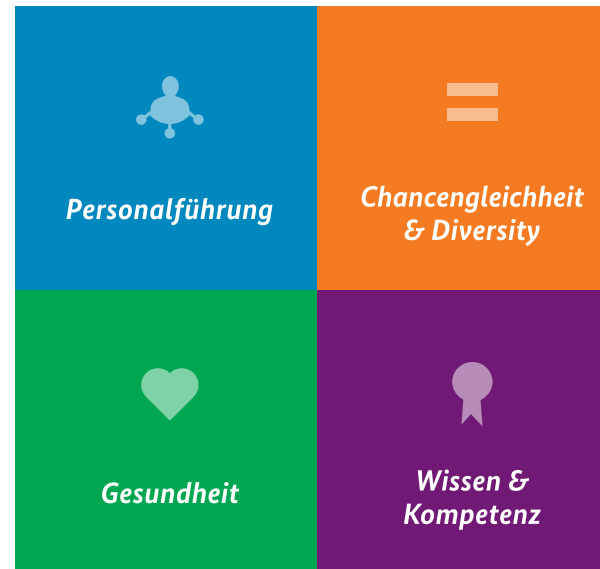 Personalführung
Chancengleichheit
& Diversity
Gesundheit
Wissen &
Kompetenz